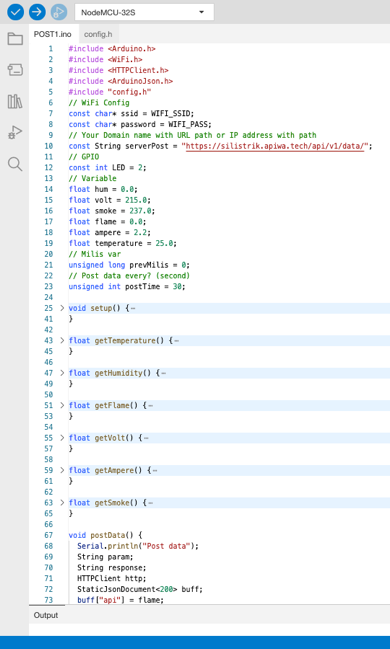 NodeMCU-32S
POST1.ino config.h
1 #include <Arduino.h>
2 #include <WiFi.h>
3 #include <HTTPClient.h>
4 #include <ArduinoJson.h>
5 #include "config.h"
6 // WiFi Config
7 const char* ssid = WIFI_SSID;
8 const char* password = WIFI_PASS;
9 // Your Domain name with URL path or IP address with path
10 const String serverPost = "https://silistrik.apiwa.tech/api/v1/data/";
11 // GPIO
12 const int LED = 2;
13 // Variable
14 float hum = 0.0;
15 float volt = 215.0;
16 float smoke = 237.0;
17 float flame = 0.0;
18 float ampere = 2.2;
19 float temperature = 25.0;
20 // Milis var
21 unsigned long prevMilis = 0;
22 // Post data every? (second)
23 unsigned int postTime = 30;
24
25 void setup() {
41 }
42
43 float getTemperature() {
45 }
46
47 float getHumidity() {
49 }
50
51 float getFlame() {
53 }
54
55 float getVolt() {
57 }
58
59 float getAmpere() {
61 }
62
63 float getSmoke() {
65 }
66
67 void postData() {
68 Serial.println("Post data");
69 String param;
70 String response;
71 HTTPClient http;
72 StaticJsonDocument<200> buff;
73 buff["api"] = flame;
Output